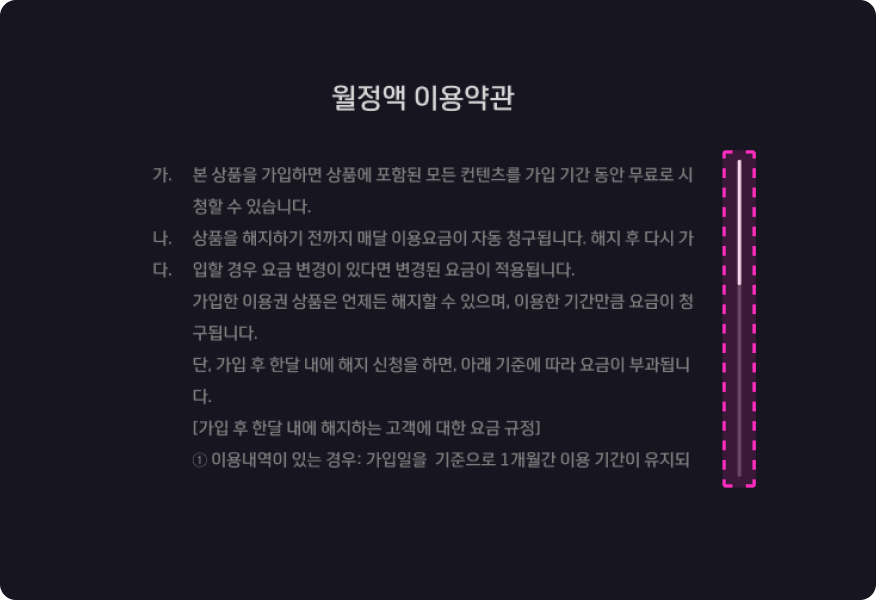 월정액 이용약관
가. 본 상품을 가입하면 상품에 포함된 모든 컨텐츠를 가입 기간 동안 무료로 시
청할 수 있습니다.
나. 상품을 해지하기 전까지 매달 이용요금이 자동 청구됩니다. 해지 후 다시 가
다. 입할 경우 요금 변경이 있다면 변경된 요금이 적용됩니다.
가입한 이용권 상품은 언제든 해지할 수 있으며, 이용한 기간만큼 요금이 청
구됩니다.
단, 가입 후 한달 내에 해지 신청을 하면, 아래 기준에 따라 요금이 부과됩니
다.
[가입 후 한달 내에 해지하는 고객에 대한 요금 규정]
① 이용내역이 있는 경우: 가입일을  기준으로 1개월간 이용 기간이 유지되